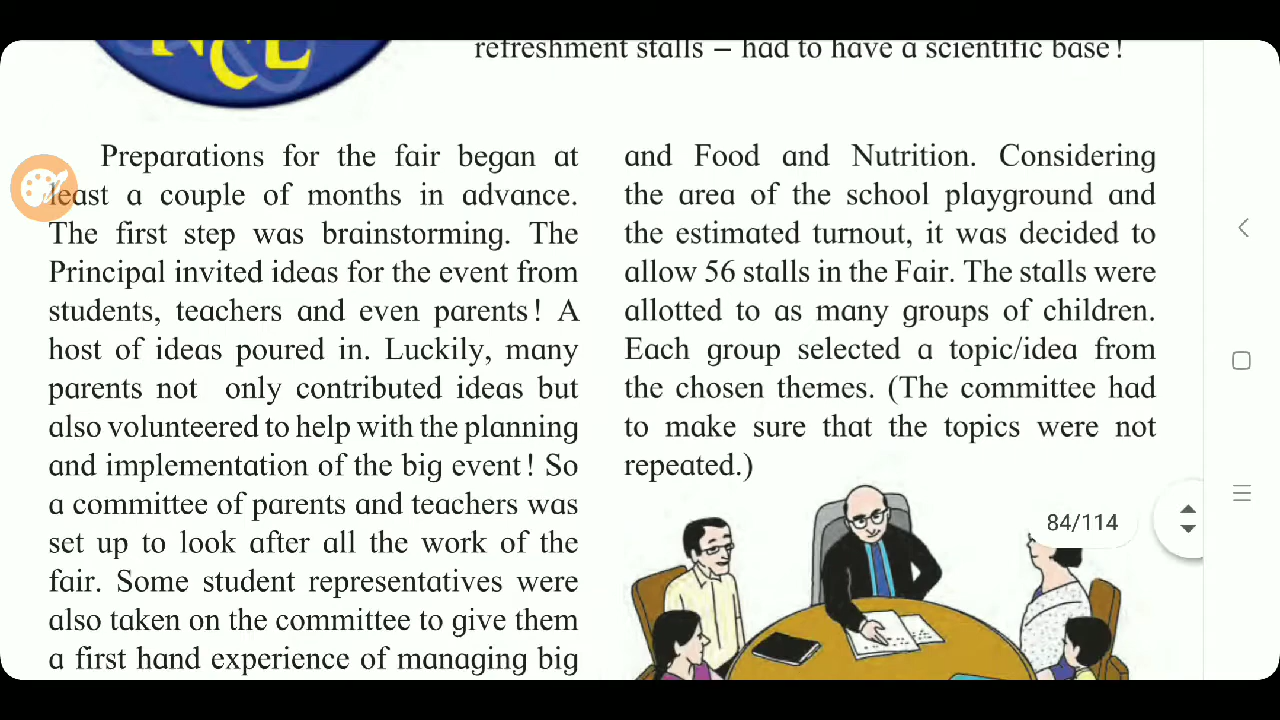 N C L
refreshment stalls – had to have a scientific base!
Preparations for the fair began at
least a couple of months in advance.
The first step was brainstorming. The
Principal invited ideas for the event from
students, teachers and even parents! A
host of ideas poured in. Luckily, many
parents not only contributed ideas but
also volunteered to help with the planning
and implementation of the big event! So
a committee of parents and teachers was
set up to look after all the work of the
fair. Some student representatives were
also taken on the committee to give them
a first hand experience of managing big
and Food and Nutrition. Considering
the area of the school playground and
the estimated turnout, it was decided to
allow 56 stalls in the Fair. The stalls were
allotted to as many groups of children.
Each group selected a topic/idea from
the chosen themes. (The committee had
to make sure that the topics were not
repeated.)
84/114